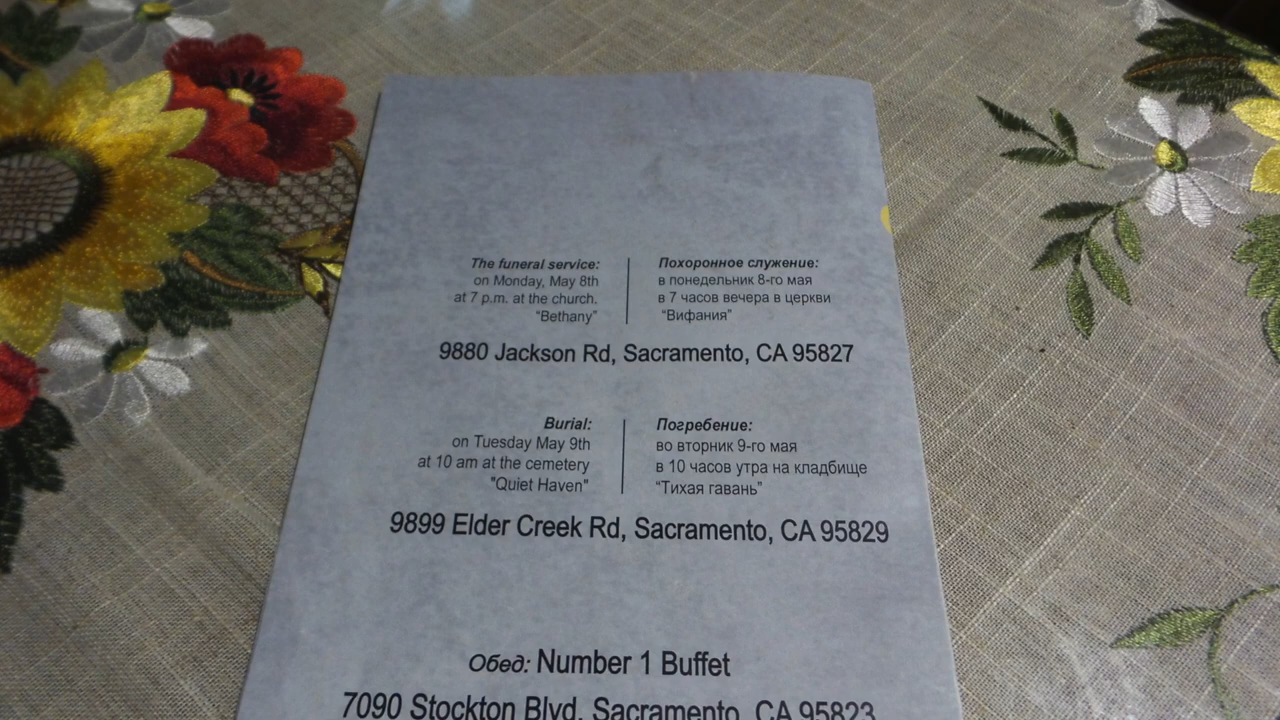 The funeral service:
on Monday, May 8th
at 7 p.m. at the church.
“Bethany”
Похоронное служение:
в понедельник 8-го мая
в 7 часов вечера в церкви
“Вифания”
9880 Jackson Rd, Sacramento, CA 95827
Burial:
on Tuesday May 9th
at 10 am at the cemetery
"Quiet Haven"
Погребение:
во вторник 9-го мая
в 10 часов утра на кладбище
“Тихая гавань”
9899 Elder Creek Rd, Sacramento, CA 95829
Обед: Number 1 Buffet
7090 Stockton Blvd, Sacramento, CA 95823